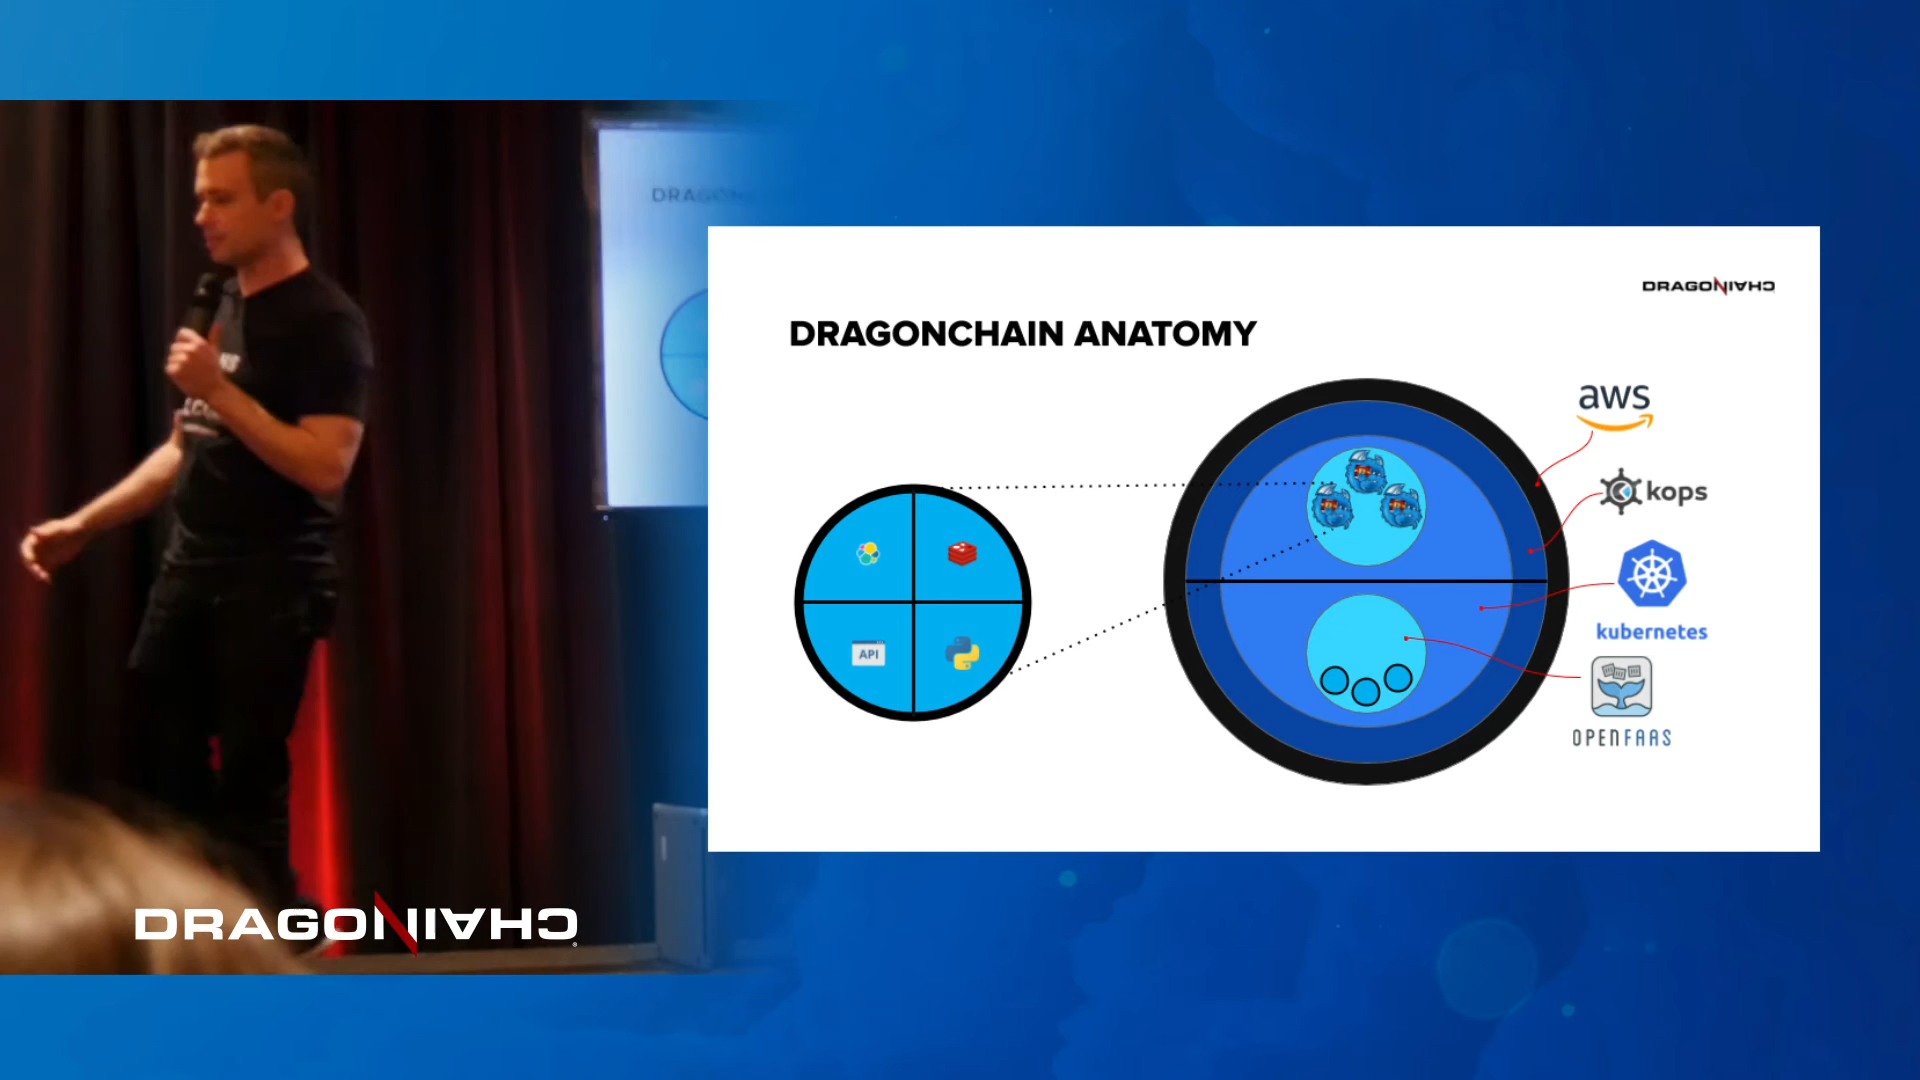 DRAGONCHAIN
DRAGONCHAIN ANATOMY
aws
kops
API
kubernetes
OPENFAAS
DRAGONCHAIN